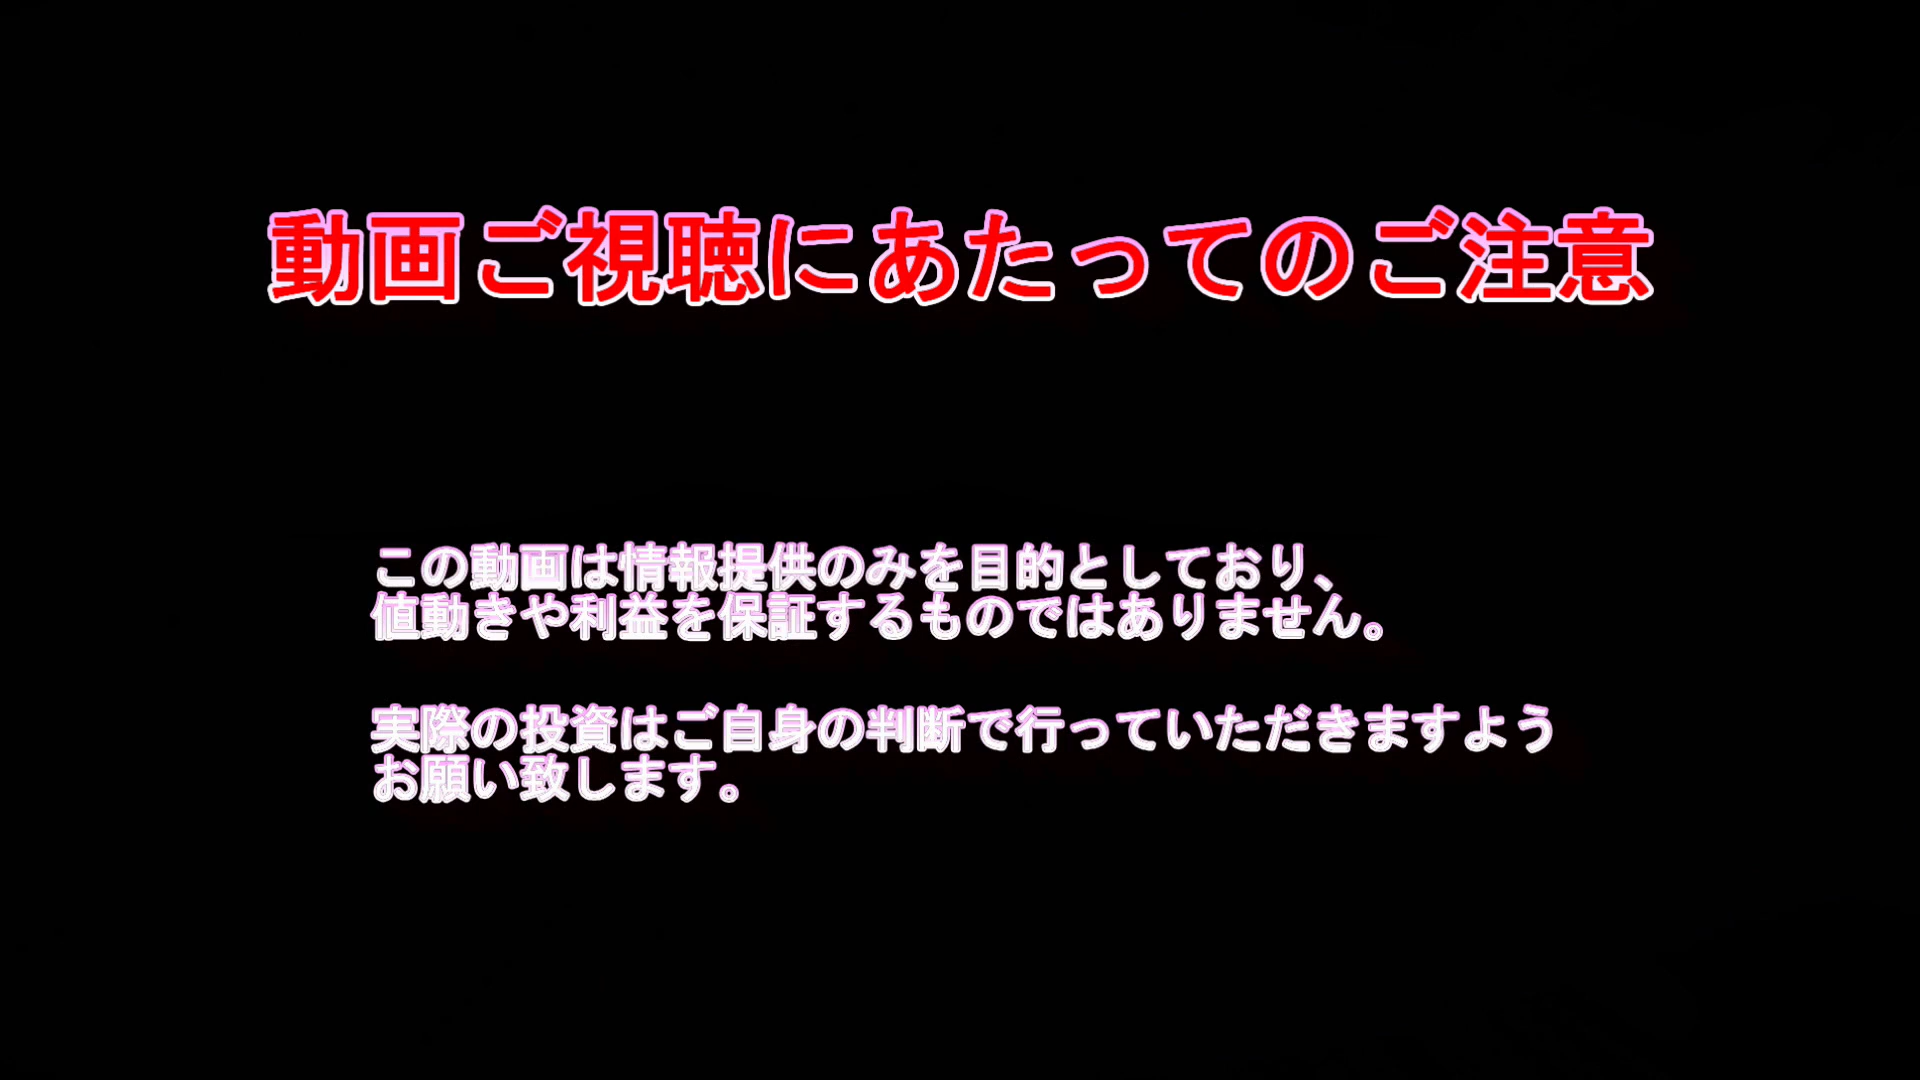 動画ご視聴にあたってのご注意
この動画は情報提供のみを目的としており、
値動きや利益を保証するものではありません。
実際の投資はご自身の判断で行っていただきますよう
お願い致します。